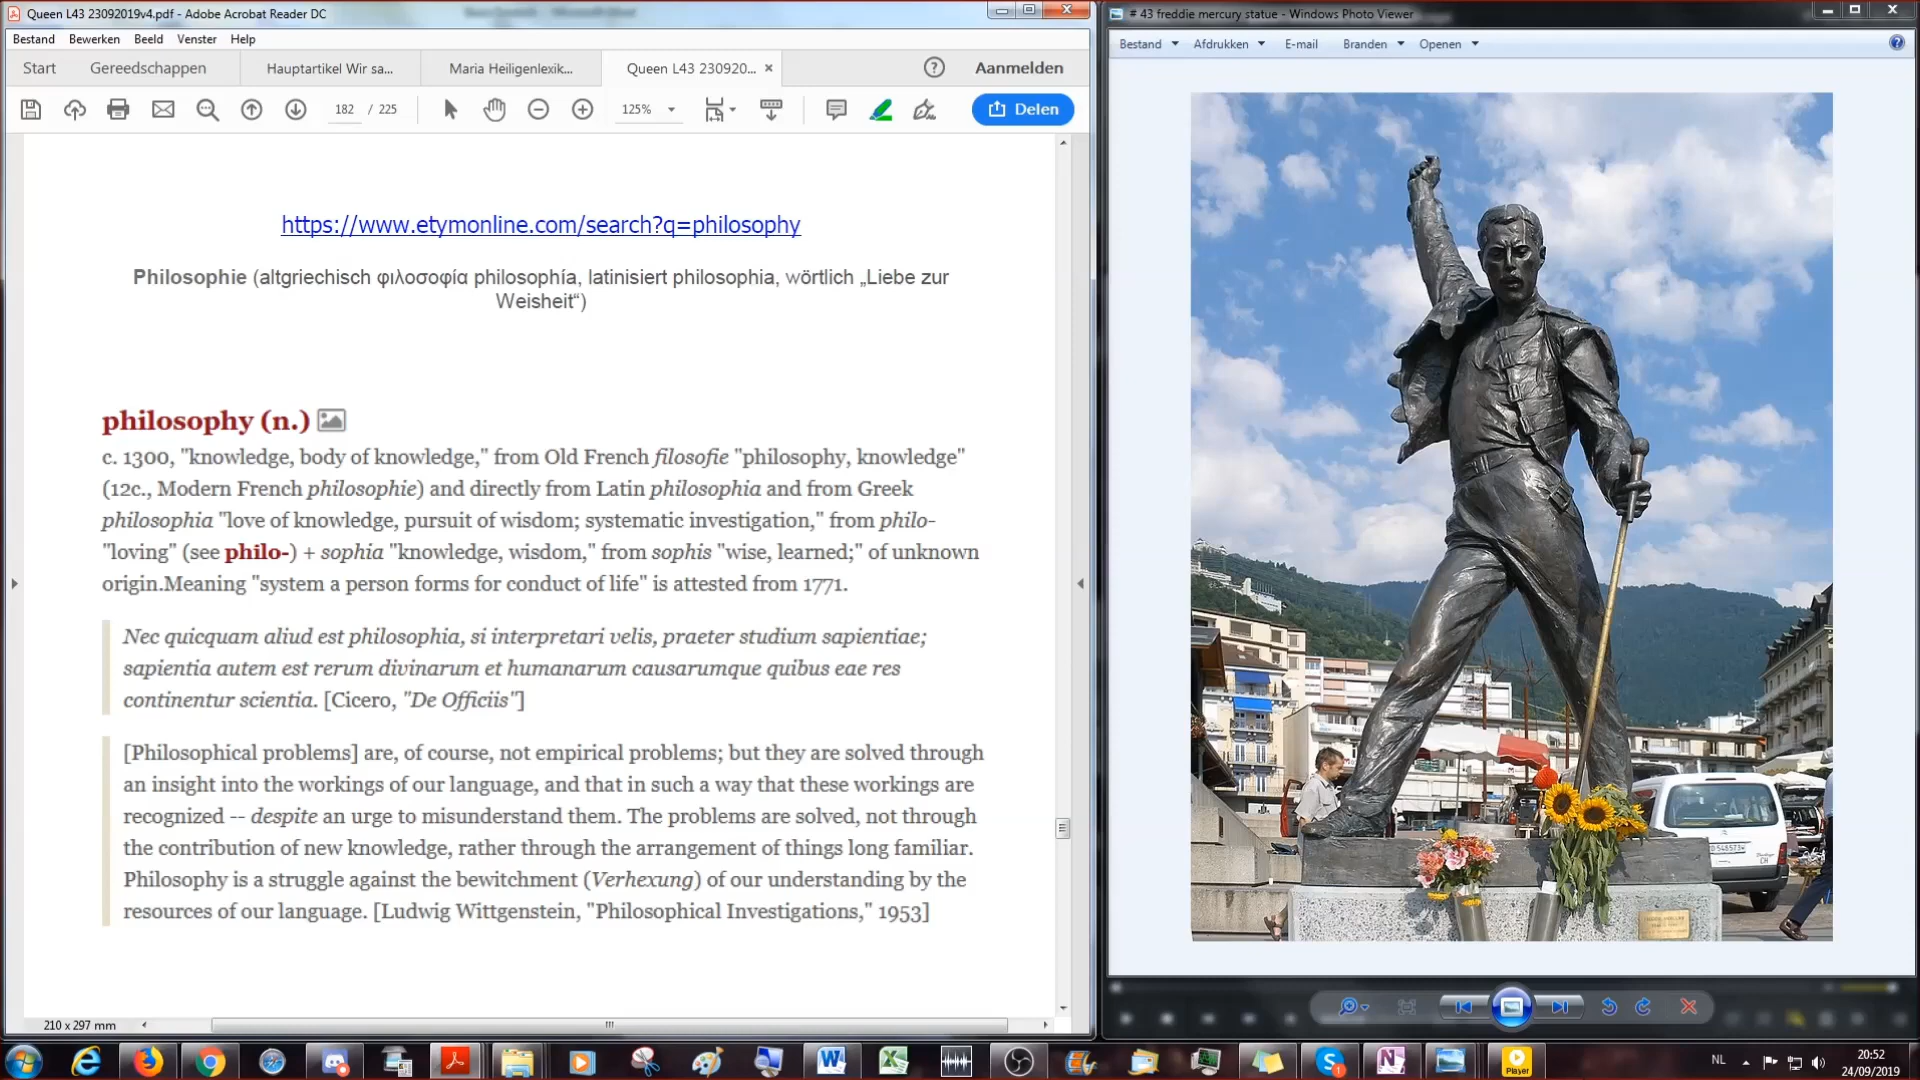 Queen L43 23092019v4.pdf - Adobe Acrobat Reader DC
Bestand Bewerken Beeld Venster Help
Start Gereedschappen Hauptartikel Wir sa... Maria Heiligenlexik... Queen L43 230920... × Aanmelden
182 / 225 125% Delen
https://www.etymonline.com/search?q=philosophy
Philosophie (altgriechisch φιλοσοφία philosophía, latinisiert philosophia, wörtlich „Liebe zur
Weisheit“)
philosophy (n.)
c. 1300, "knowledge, body of knowledge," from Old French filosofie "philosophy, knowledge"
(12c., Modern French philosophie) and directly from Latin philosophia and from Greek
philosophia "love of knowledge, pursuit of wisdom; systematic investigation," from philo-
"loving" (see philo-) + sophia "knowledge, wisdom," from sophis "wise, learned;" of unknown
origin.Meaning "system a person forms for conduct of life" is attested from 1771.
Nec quicquam aliud est philosophia, si interpretari velis, praeter studium sapientiae;
sapientia autem est rerum divinarum et humanarum causarumque quibus eae res
continentur scientia. [Cicero, "De Officiis"]
[Philosophical problems] are, of course, not empirical problems; but they are solved through
an insight into the workings of our language, and that in such a way that these workings are
recognized -- despite an urge to misunderstand them. The problems are solved, not through
the contribution of new knowledge, rather through the arrangement of things long familiar.
Philosophy is a struggle against the bewitchment (Verhexung) of our understanding by the
resources of our language. [Ludwig Wittgenstein, "Philosophical Investigations," 1953]
210 x 297 mm
# 43 freddie mercury statue - Windows Photo Viewer
Bestand Afdrukken E-mail Branden Openen
CH
Player
NL
20:52
24/09/2019